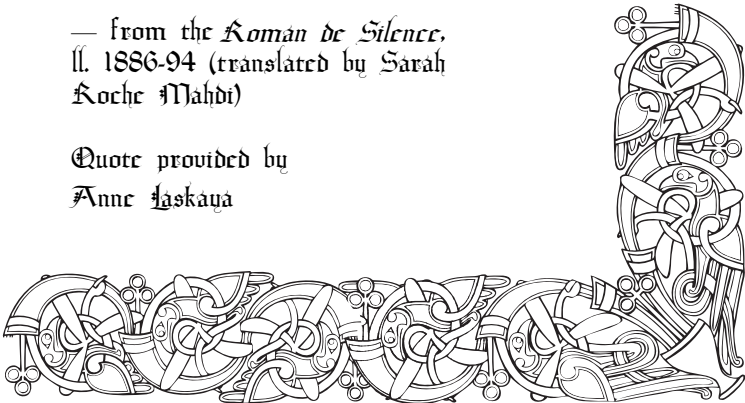 — from the Roman de Silence,
ll. 1886-94 (translated by Sarah
Roche Mahdi)
Quote provided by
Anne Laskaya